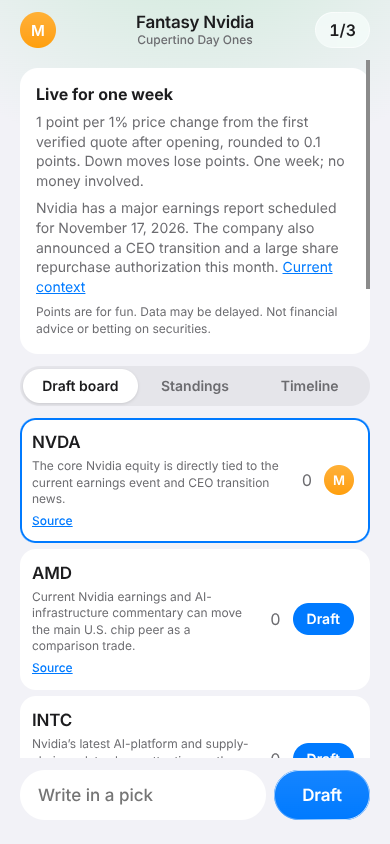 M
Fantasy Nvidia
Cupertino Day Ones
1/3
Live for one week
1 point per 1% price change from the first
verified quote after opening, rounded to 0.1
points. Down moves lose points. One week; no
money involved.
Nvidia has a major earnings report scheduled
for November 17, 2026. The company also
announced a CEO transition and a large share
repurchase authorization this month. Current
context
Points are for fun. Data may be delayed. Not financial
advice or betting on securities.
Draft board
Standings
Timeline
NVDA
The core Nvidia equity is directly tied to the
current earnings event and CEO transition
news.
Source
0
M
AMD
Current Nvidia earnings and AI-
infrastructure commentary can move
the main U.S. chip peer as a
comparison trade.
Source
0
Draft
INTC
Nvidia’s latest AI-platform and supply-
0
Draft
Write in a pick
Draft